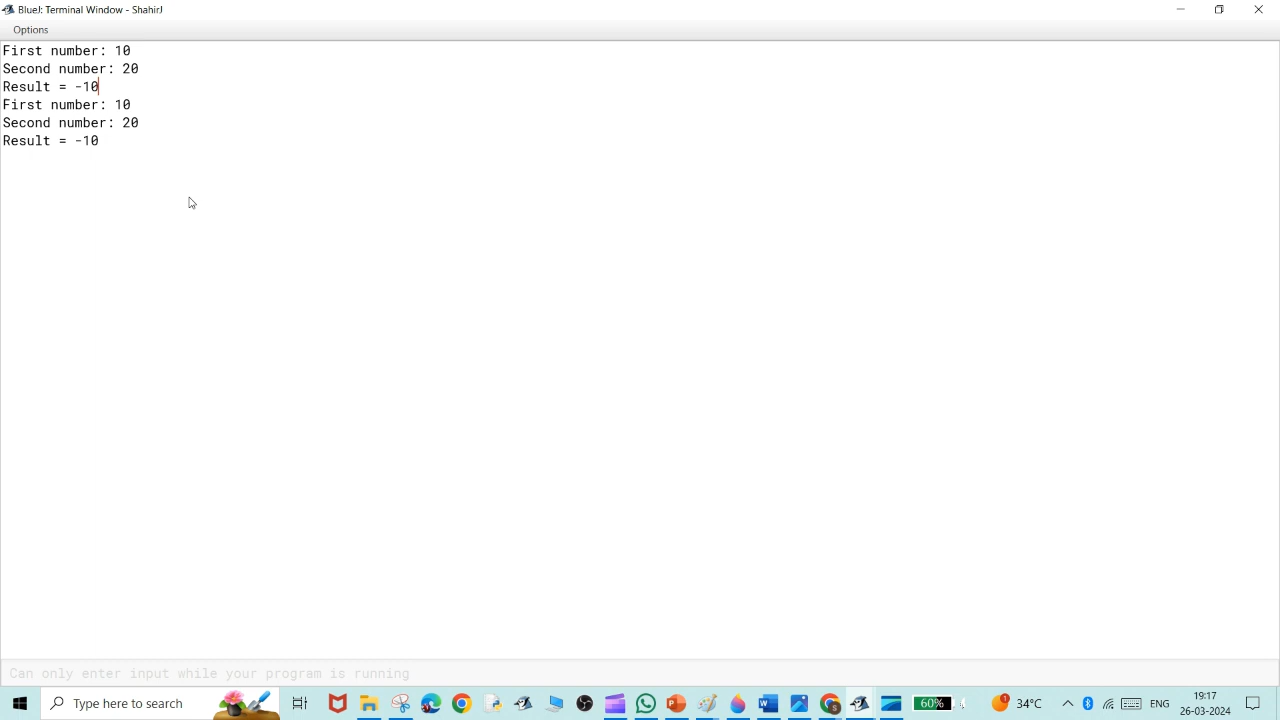 BlueJ: Terminal Window - ShahirJ
Options
First number: 10
Second number: 20
Result = -10
First number: 10
Second number: 20
Result = -10
Can only enter input while your program is running
Type here to search
60%
1
34°C
ENG
19:17
26-03-2024